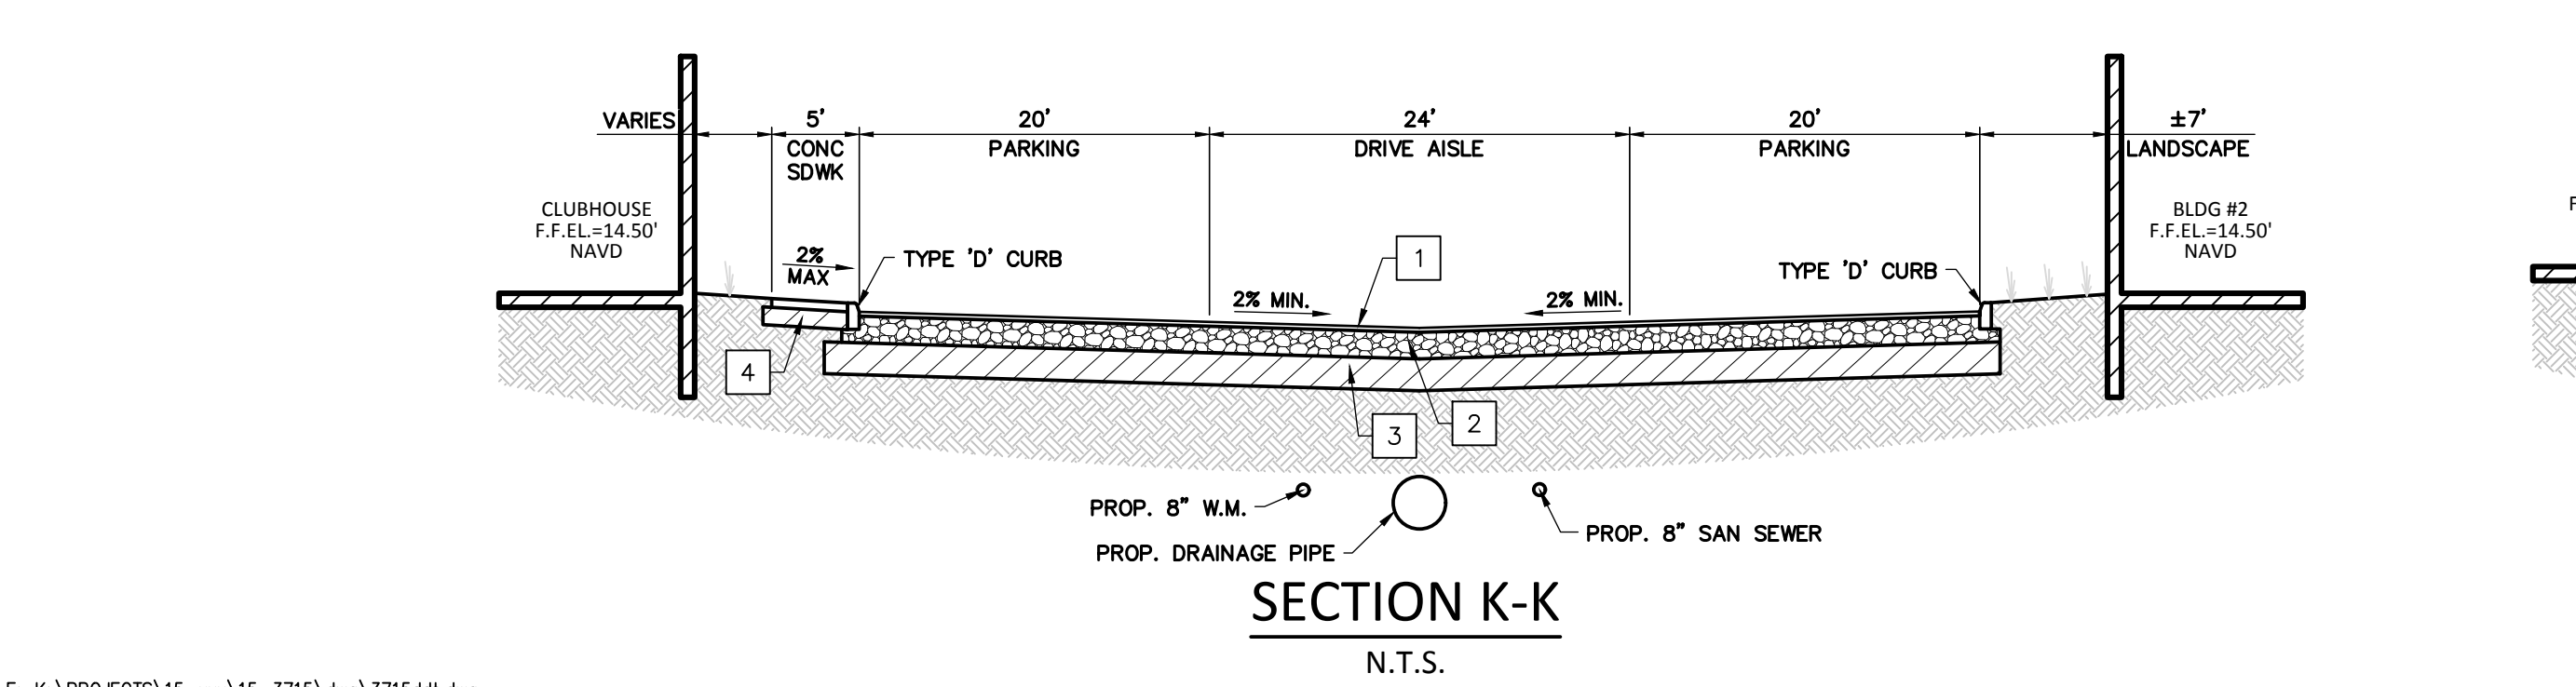 VARIES
5'
CONC
SDWK
20'
PARKING
24'
DRIVE AISLE
20'
PARKING
±7'
LANDSCAPE
CLUBHOUSE
F.F.EL.=14.50'
NAVD
BLDG #2
F.F.EL.=14.50'
NAVD
2%
MAX
TYPE 'D' CURB
1
TYPE 'D' CURB
2% MIN.
2% MIN.
4
3
2
PROP. 8" W.M.
PROP. DRAINAGE PIPE
PROP. 8" SAN SEWER
SECTION K-K
N.T.S.